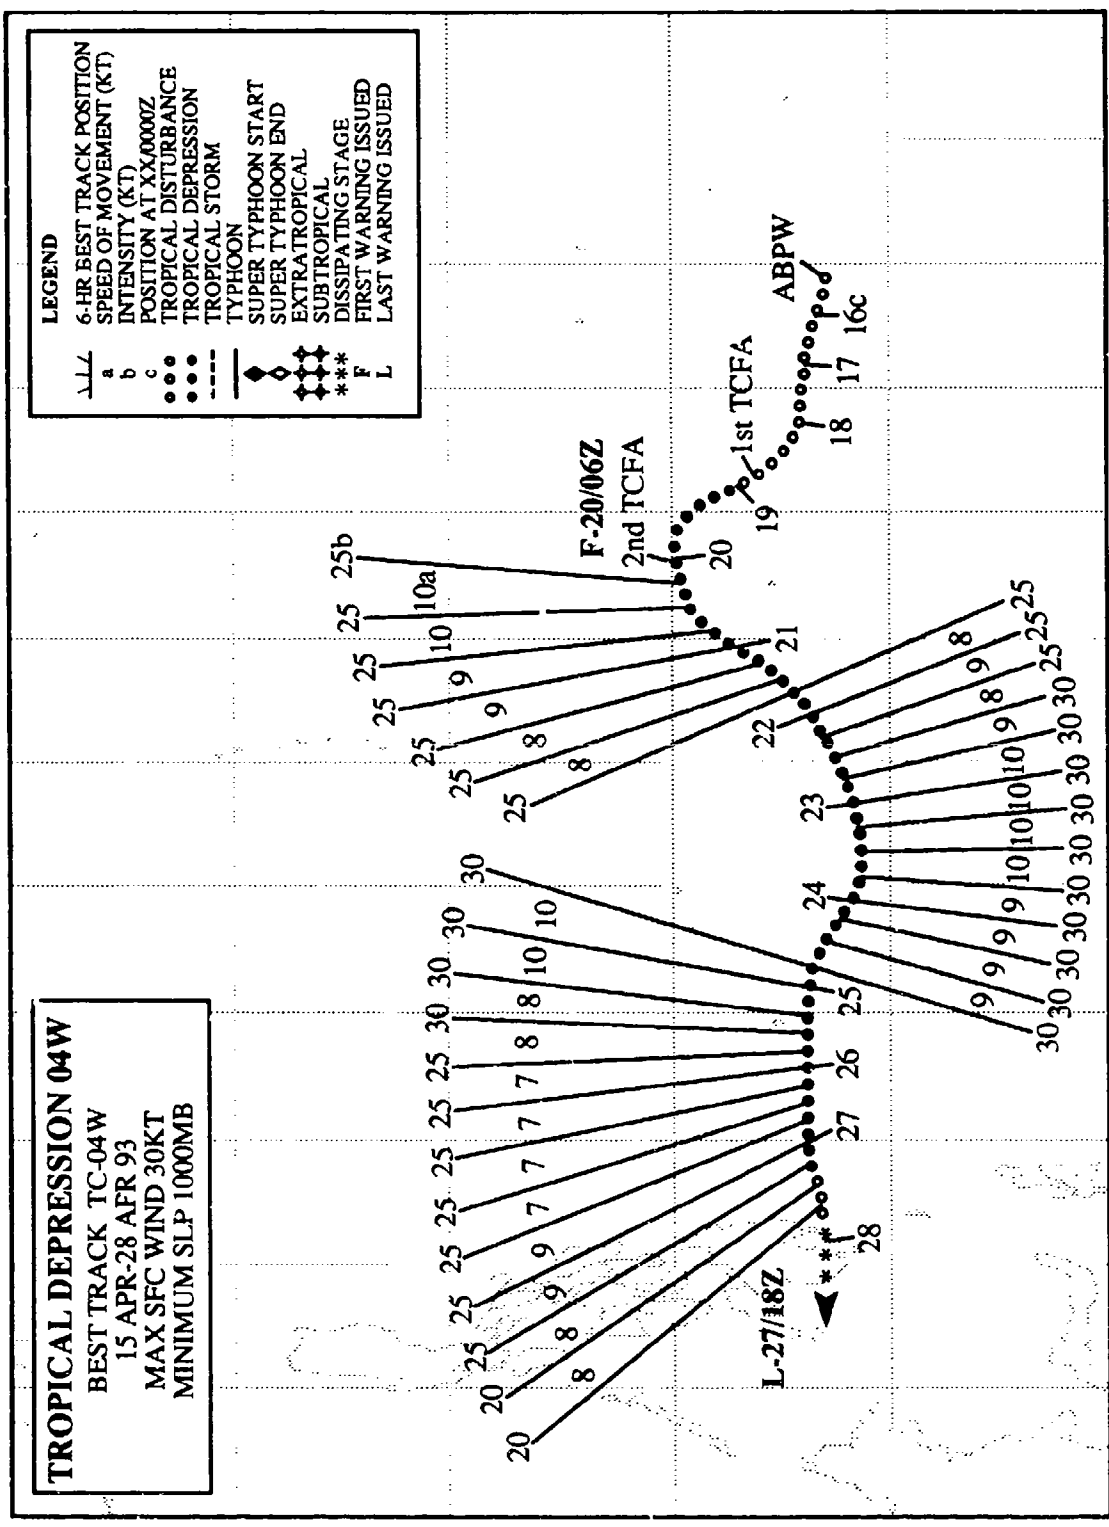 TROPICAL DEPRESSION 04W
BEST TRACK TC-04W
15 APR-28 AFR 93
MAX SFC WIND 30KT
MINIMUM SLP 1000MB
LEGEND
6-HR BEST TRACK POSITION
a SPEED OF MOVEMENT (KT)
b INTENSITY (KT)
c POSITION AT XX/0000Z
TROPICAL DISTURBANCE
TROPICAL DEPRESSION
TROPICAL STORM
TYPHOON
SUPER TYPHOON START
SUPER TYPHOON END
EXTRATROPICAL
SUBTROPICAL
*** DISSIPATING STAGE
F FIRST WARNING ISSUED
L LAST WARNING ISSUED
20 20 25 25 25 25 25 25 25 30 30 30 30
8 8 9 9 7 7 7 7 8 8 10 10
25 25 25 25 25 25 25b
8 8 9 9 10 10a
F-20/06Z
2nd TCFA
1st TCFA
ABPW
L-27/18Z
28 27 26 25 24 23 22 21 20 19 18 17 16c
9 9 9 9 10 10 10 10 9 8 9 8
30 30 30 30 30 30 30 30 30 30 25 25 25